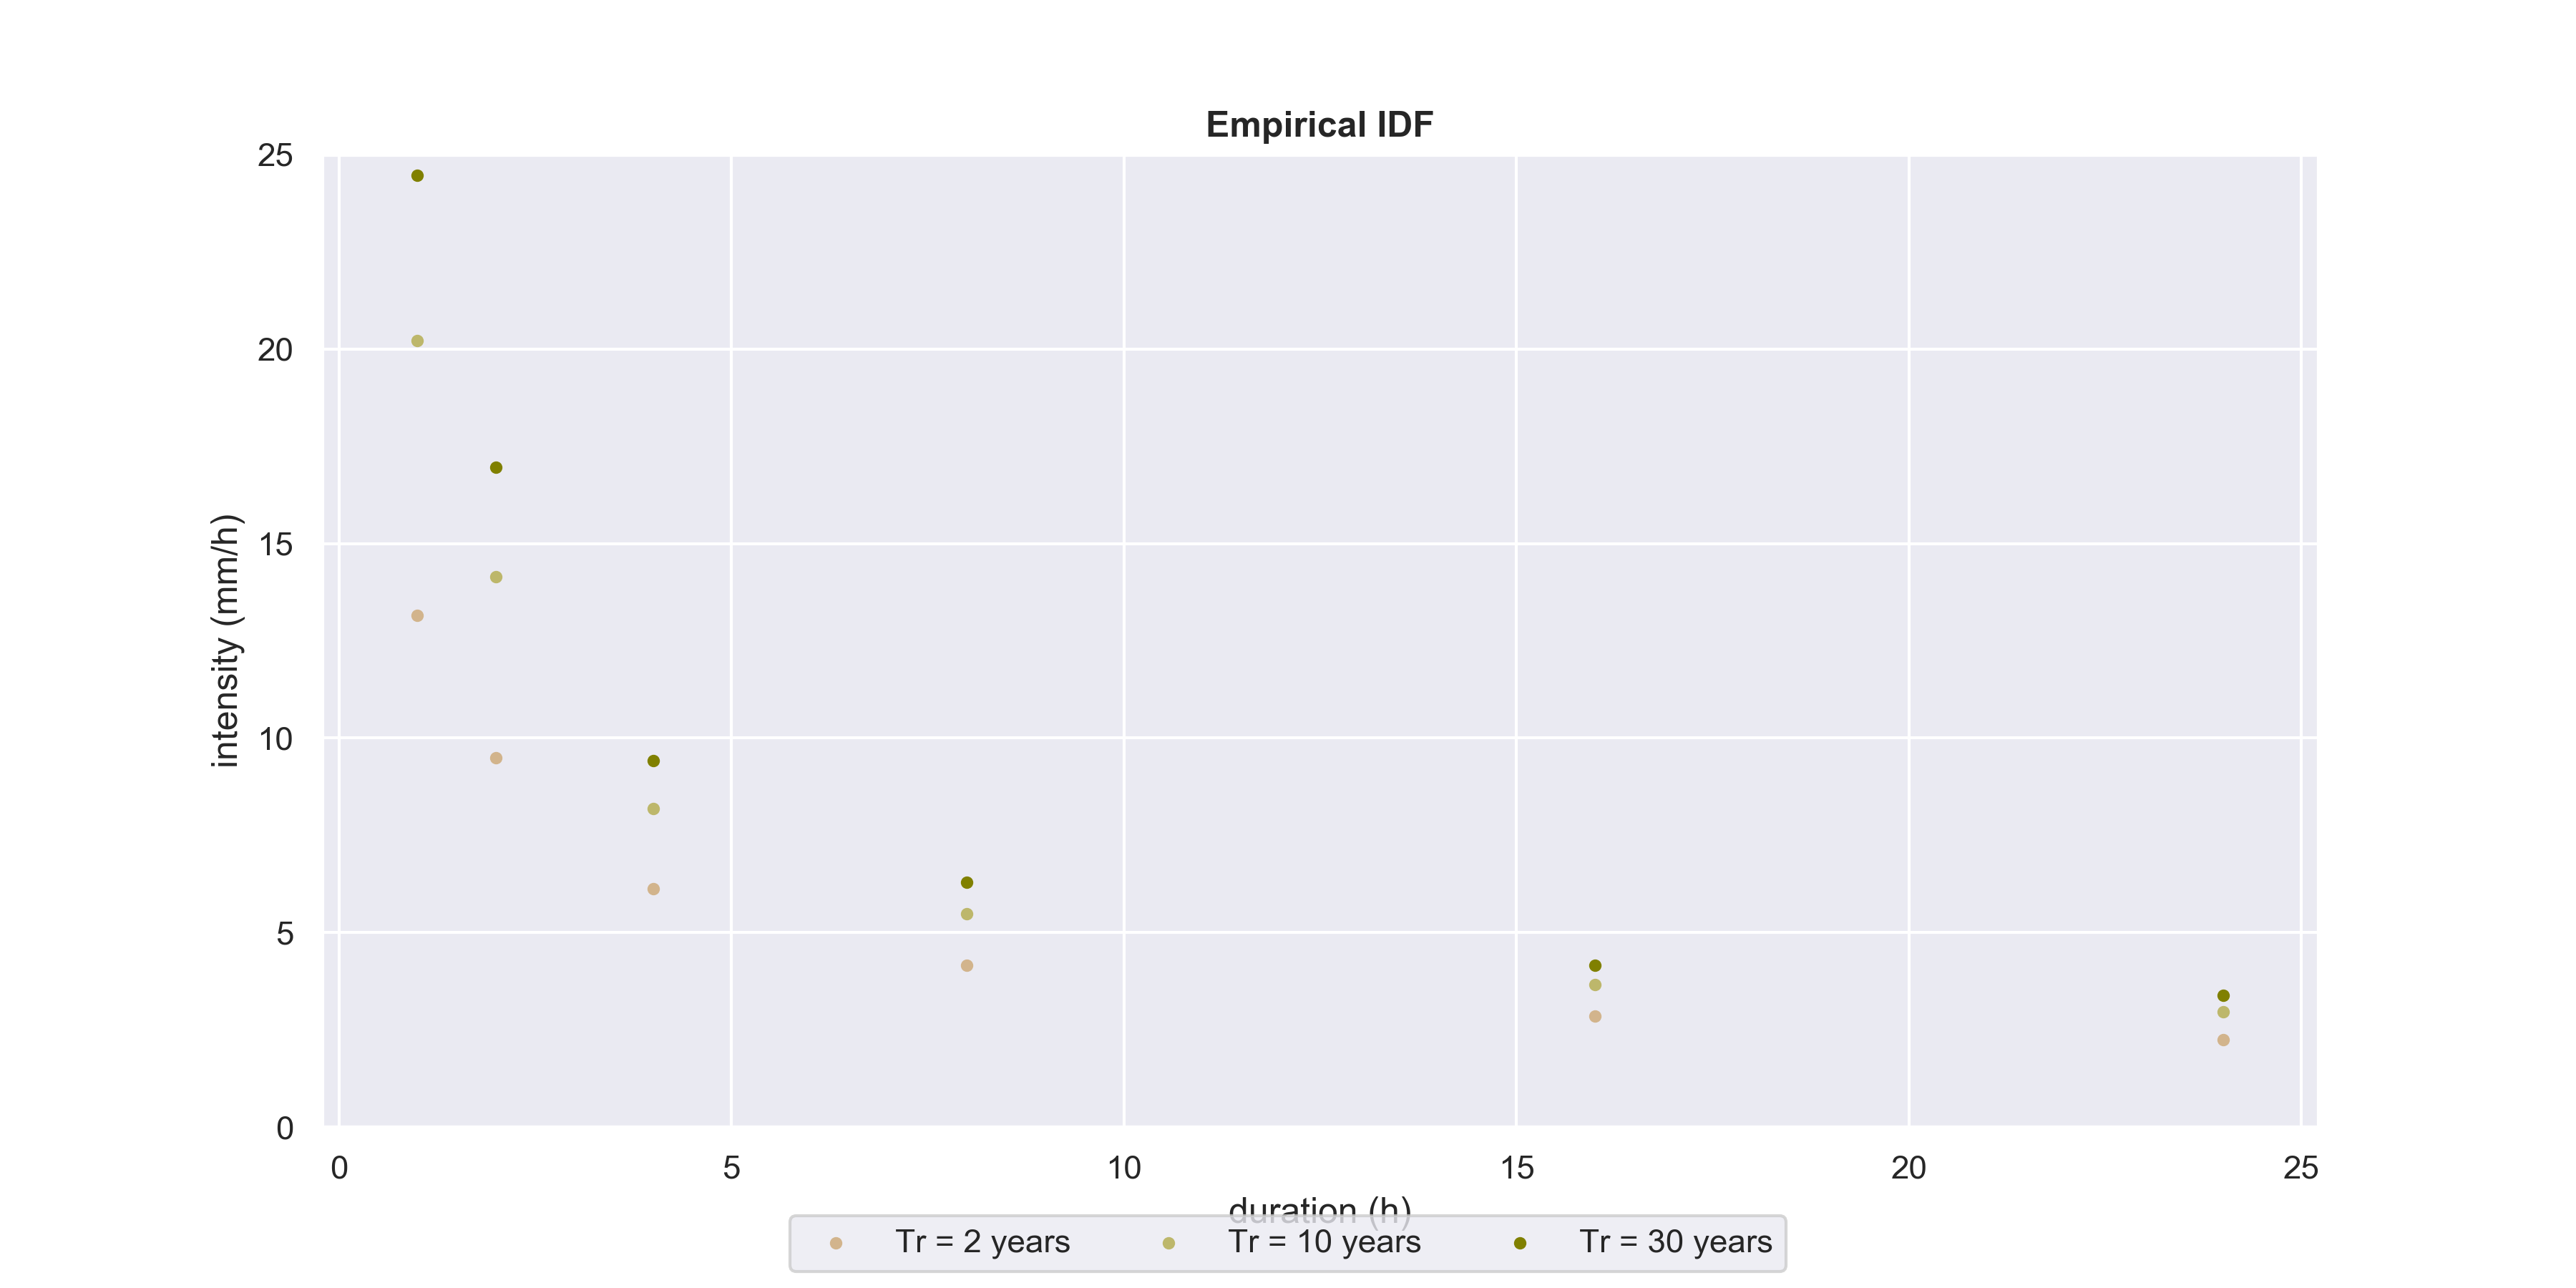 Empirical IDF
25
20
15
10
5
0
intensity (mm/h)
0 5 10 15 20 25
duration (h)
Tr = 2 years Tr = 10 years Tr = 30 years